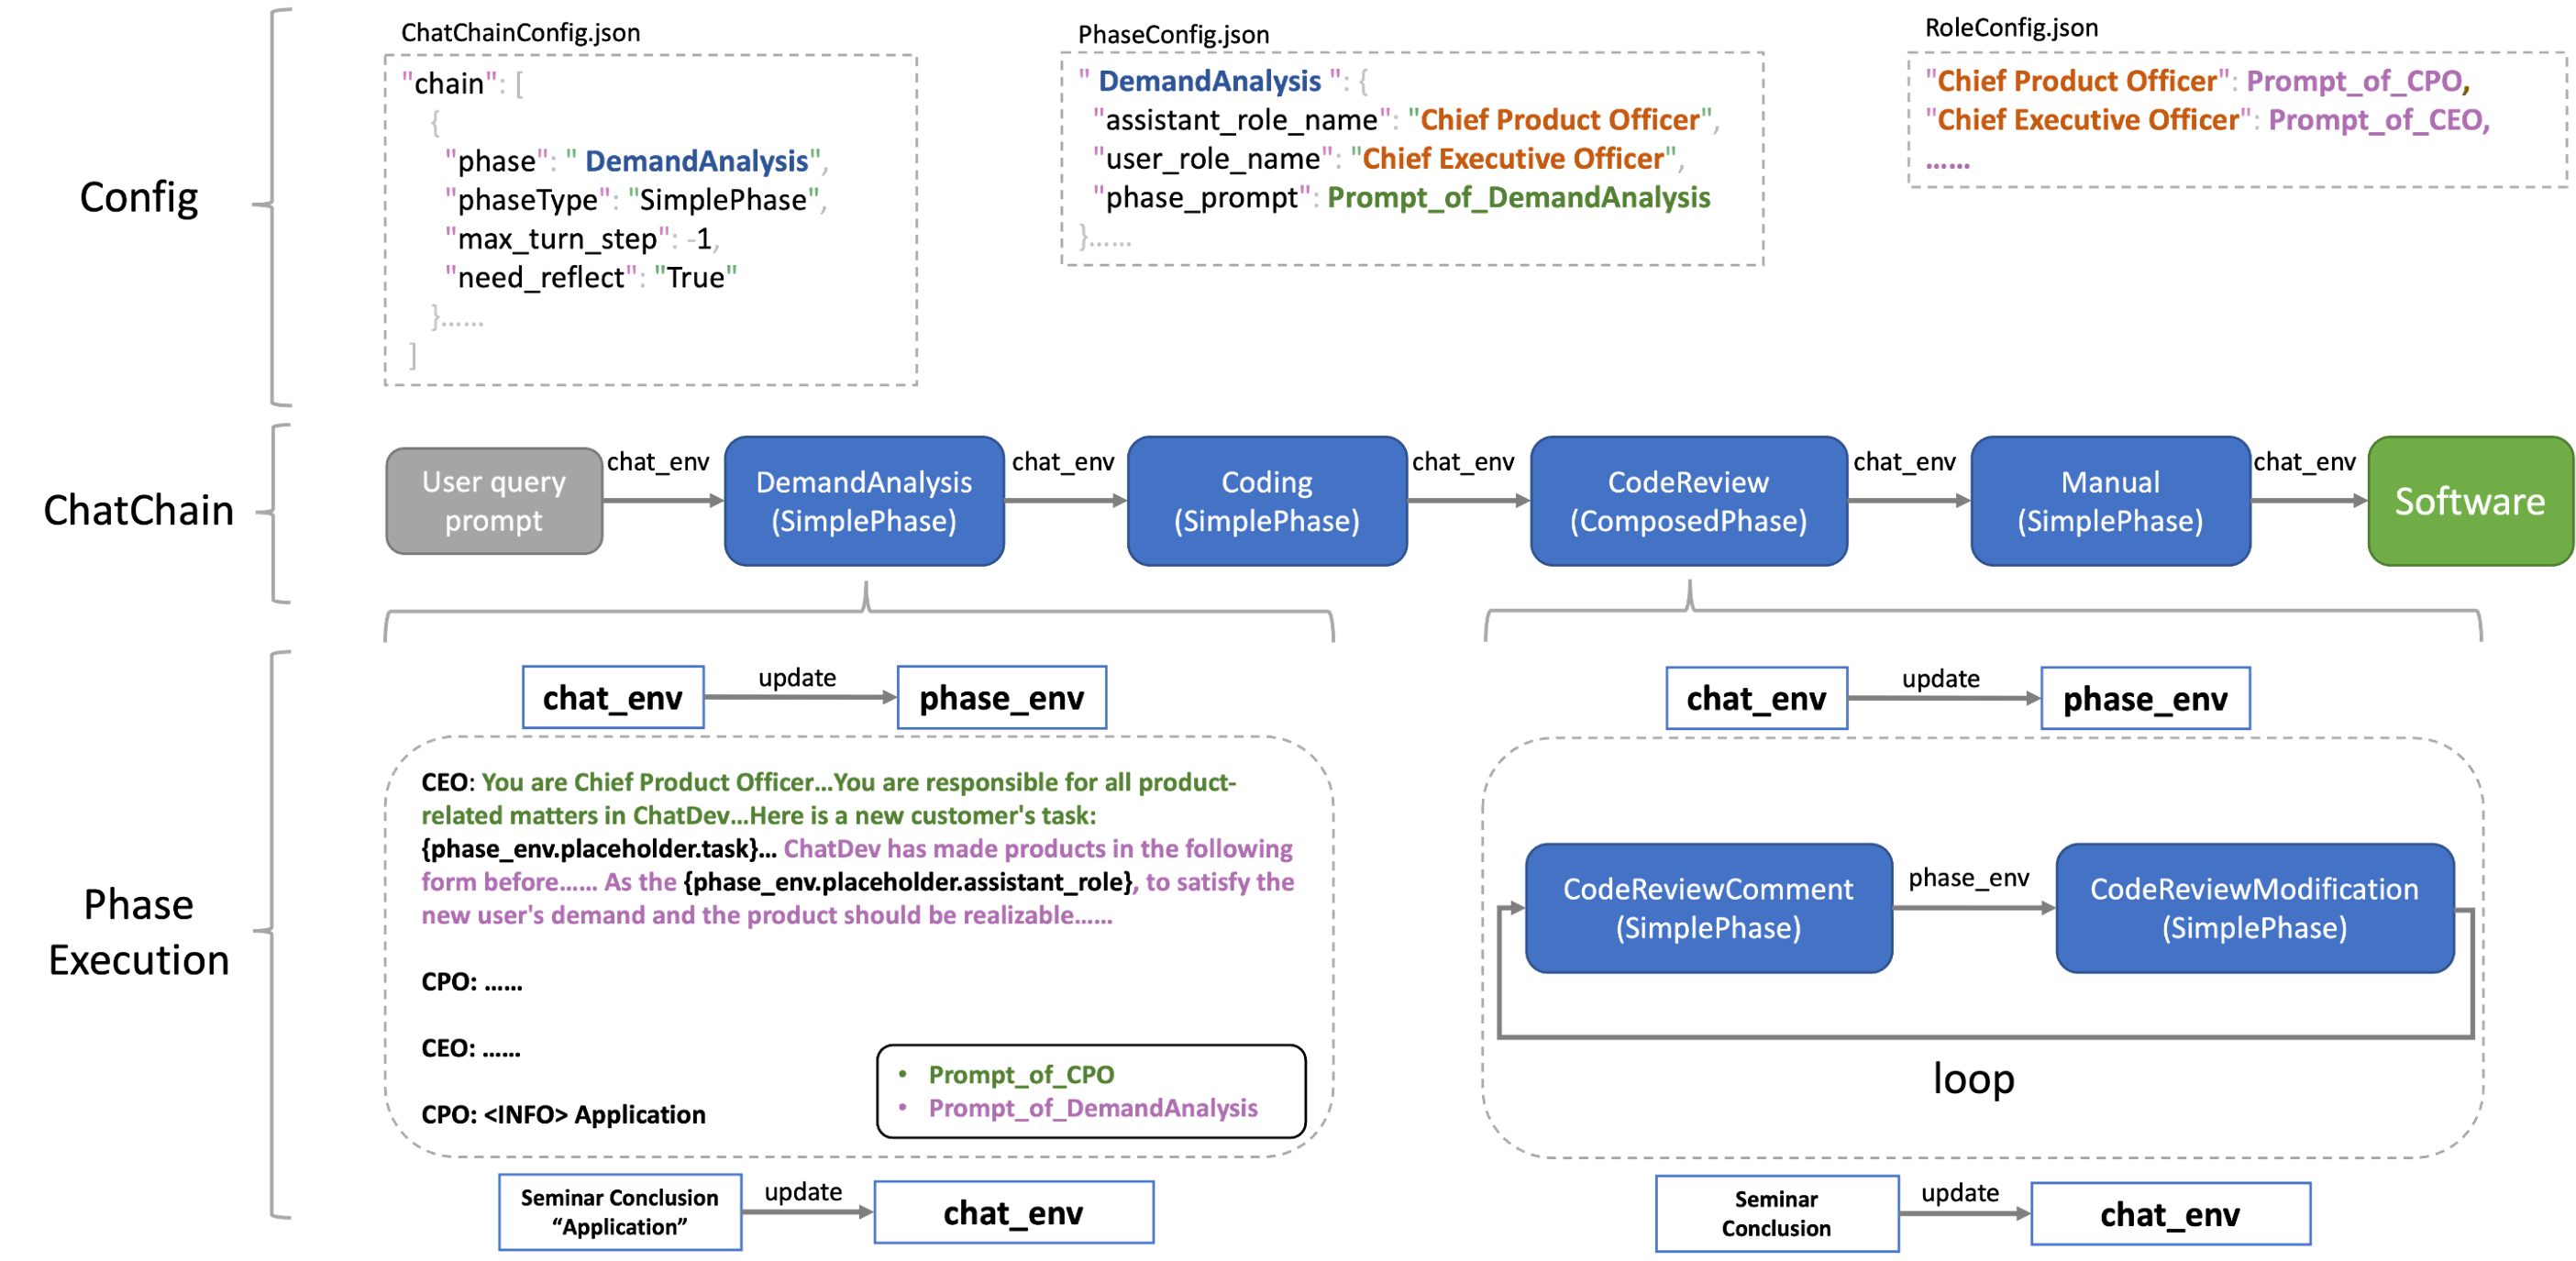 Config
ChatChainConfig.json
"chain": [
{
"phase": " DemandAnalysis",
"phaseType": "SimplePhase",
"max_turn_step": -1,
"need_reflect": "True"
}……
]
PhaseConfig.json
" DemandAnalysis ": {
"assistant_role_name": "Chief Product Officer",
"user_role_name": "Chief Executive Officer",
"phase_prompt": Prompt_of_DemandAnalysis
}……
RoleConfig.json
"Chief Product Officer": Prompt_of_CPO,
"Chief Executive Officer": Prompt_of_CEO,
……
ChatChain
User query
prompt
chat_env
DemandAnalysis
(SimplePhase)
chat_env
Coding
(SimplePhase)
chat_env
CodeReview
(ComposedPhase)
chat_env
Manual
(SimplePhase)
chat_env
Software
Phase
Execution
chat_env
update
phase_env
CEO: You are Chief Product Officer…You are responsible for all product-
related matters in ChatDev…Here is a new customer's task:
{phase_env.placeholder.task}… ChatDev has made products in the following
form before…… As the {phase_env.placeholder.assistant_role}, to satisfy the
new user's demand and the product should be realizable……
CPO: ……
CEO: ……
CPO: <INFO> Application
• Prompt_of_CPO
• Prompt_of_DemandAnalysis
Seminar Conclusion
“Application”
update
chat_env
chat_env
update
phase_env
CodeReviewComment
(SimplePhase)
phase_env
CodeReviewModification
(SimplePhase)
loop
Seminar
Conclusion
update
chat_env